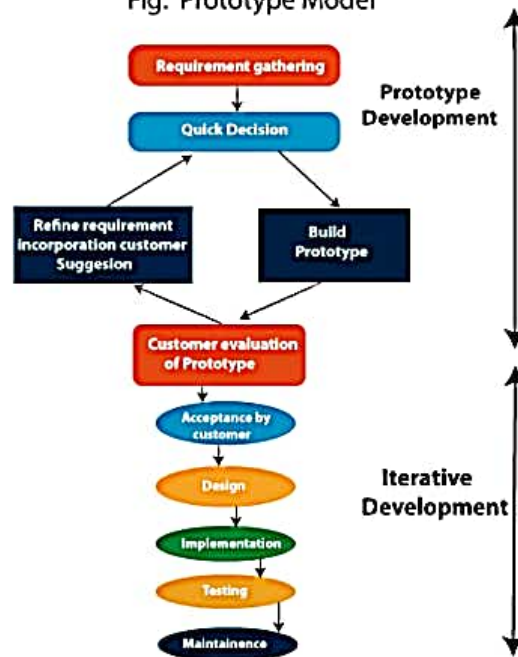 Fig. Prototype Model
Requirement gathering
Prototype
Development
Quick Decision
Refine requirement
incorporation customer
Suggesion
Build
Prototype
Customer evaluation
of Prototype
Acceptance by
customer
Iterative
Development
Design
Implementation
Testing
Maintainence